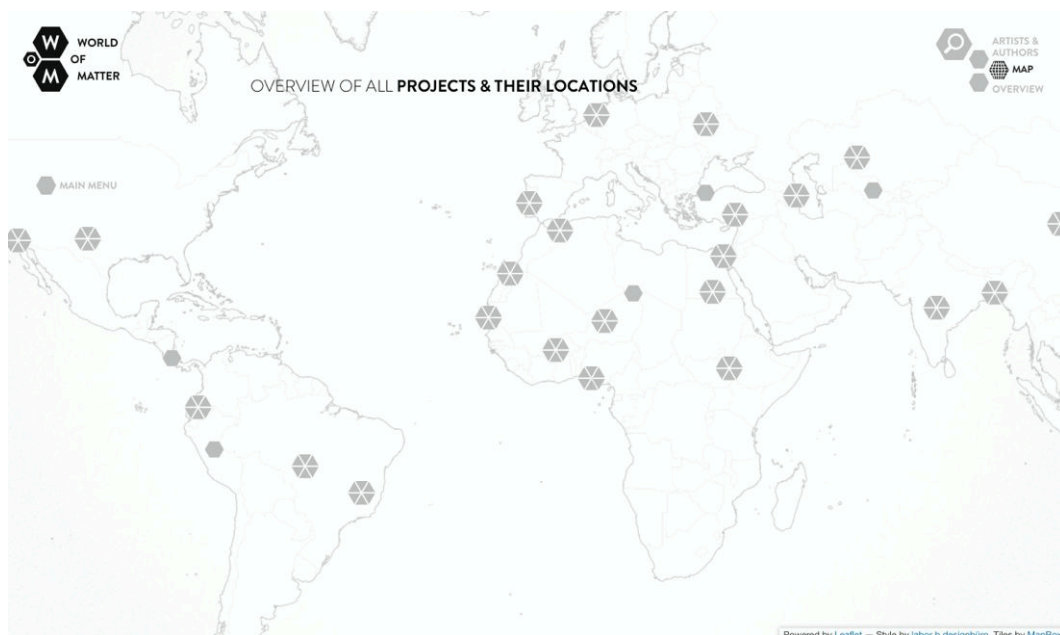 W
WORLD
O
OF
M
MATTER
OVERVIEW OF ALL PROJECTS & THEIR LOCATIONS
ARTISTS &
AUTHORS
MAP
OVERVIEW
MAIN MENU
Powered by Leaflet — Style by labor b designbüro, Tiles by MapBox